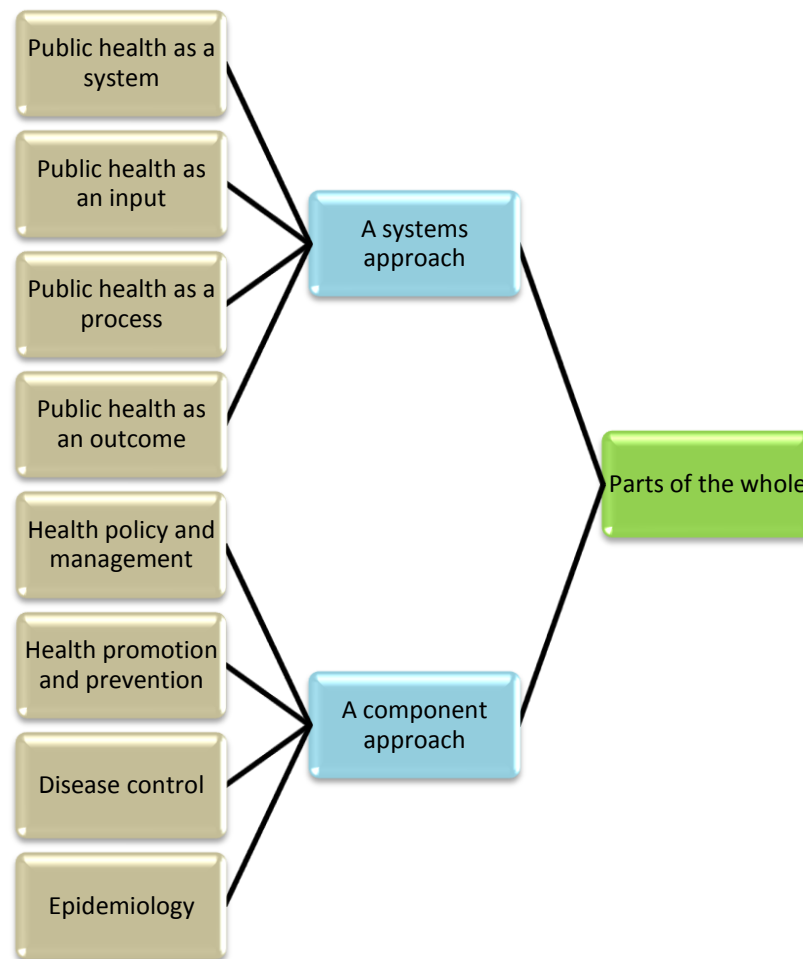 Public health as a
system
Public health as
an input
Public health as a
process
Public health as
an outcome
Health policy and
management
Health promotion
and prevention
Disease control
Epidemiology
A systems
approach
A component
approach
Parts of the whole